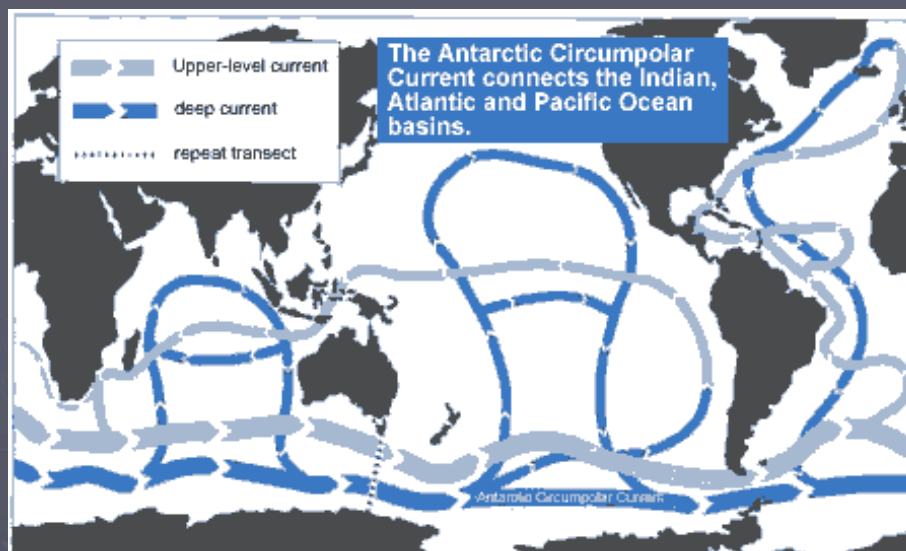 Upper-level current
deep current
repeat transect
The Antarctic Circumpolar
Current connects the Indian,
Atlantic and Pacific Ocean
basins.
Antarctic Circumpolar Current